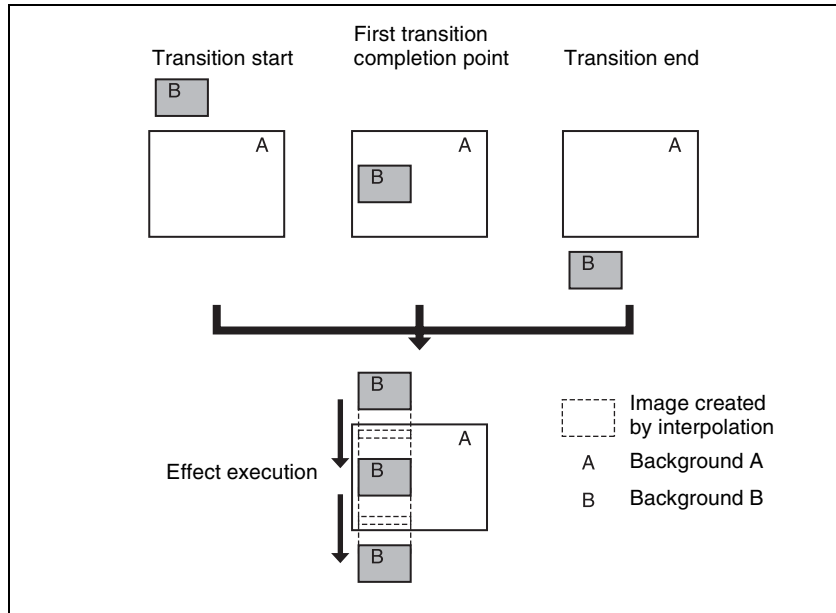 Transition start
First transition
completion point
Transition end
B
A
A
B
A
B
B
A
B
B
Effect execution
Image created
by interpolation
A Background A
B Background B